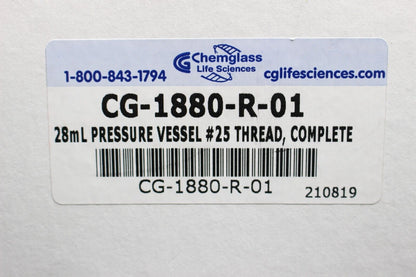 Chemglass
Life Sciences
1-800-843-1794
cglifesciences.com
CG-1880-R-01
28mL PRESSURE VESSEL #25 THREAD, COMPLETE
CG-1880-R-01
210819